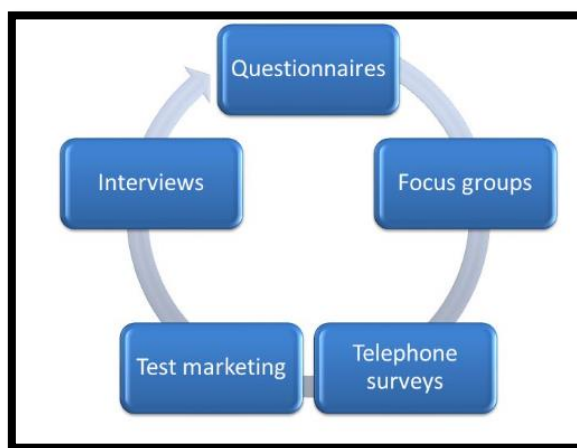 Questionnaires
Focus groups
Telephone
surveys
Test marketing
Interviews